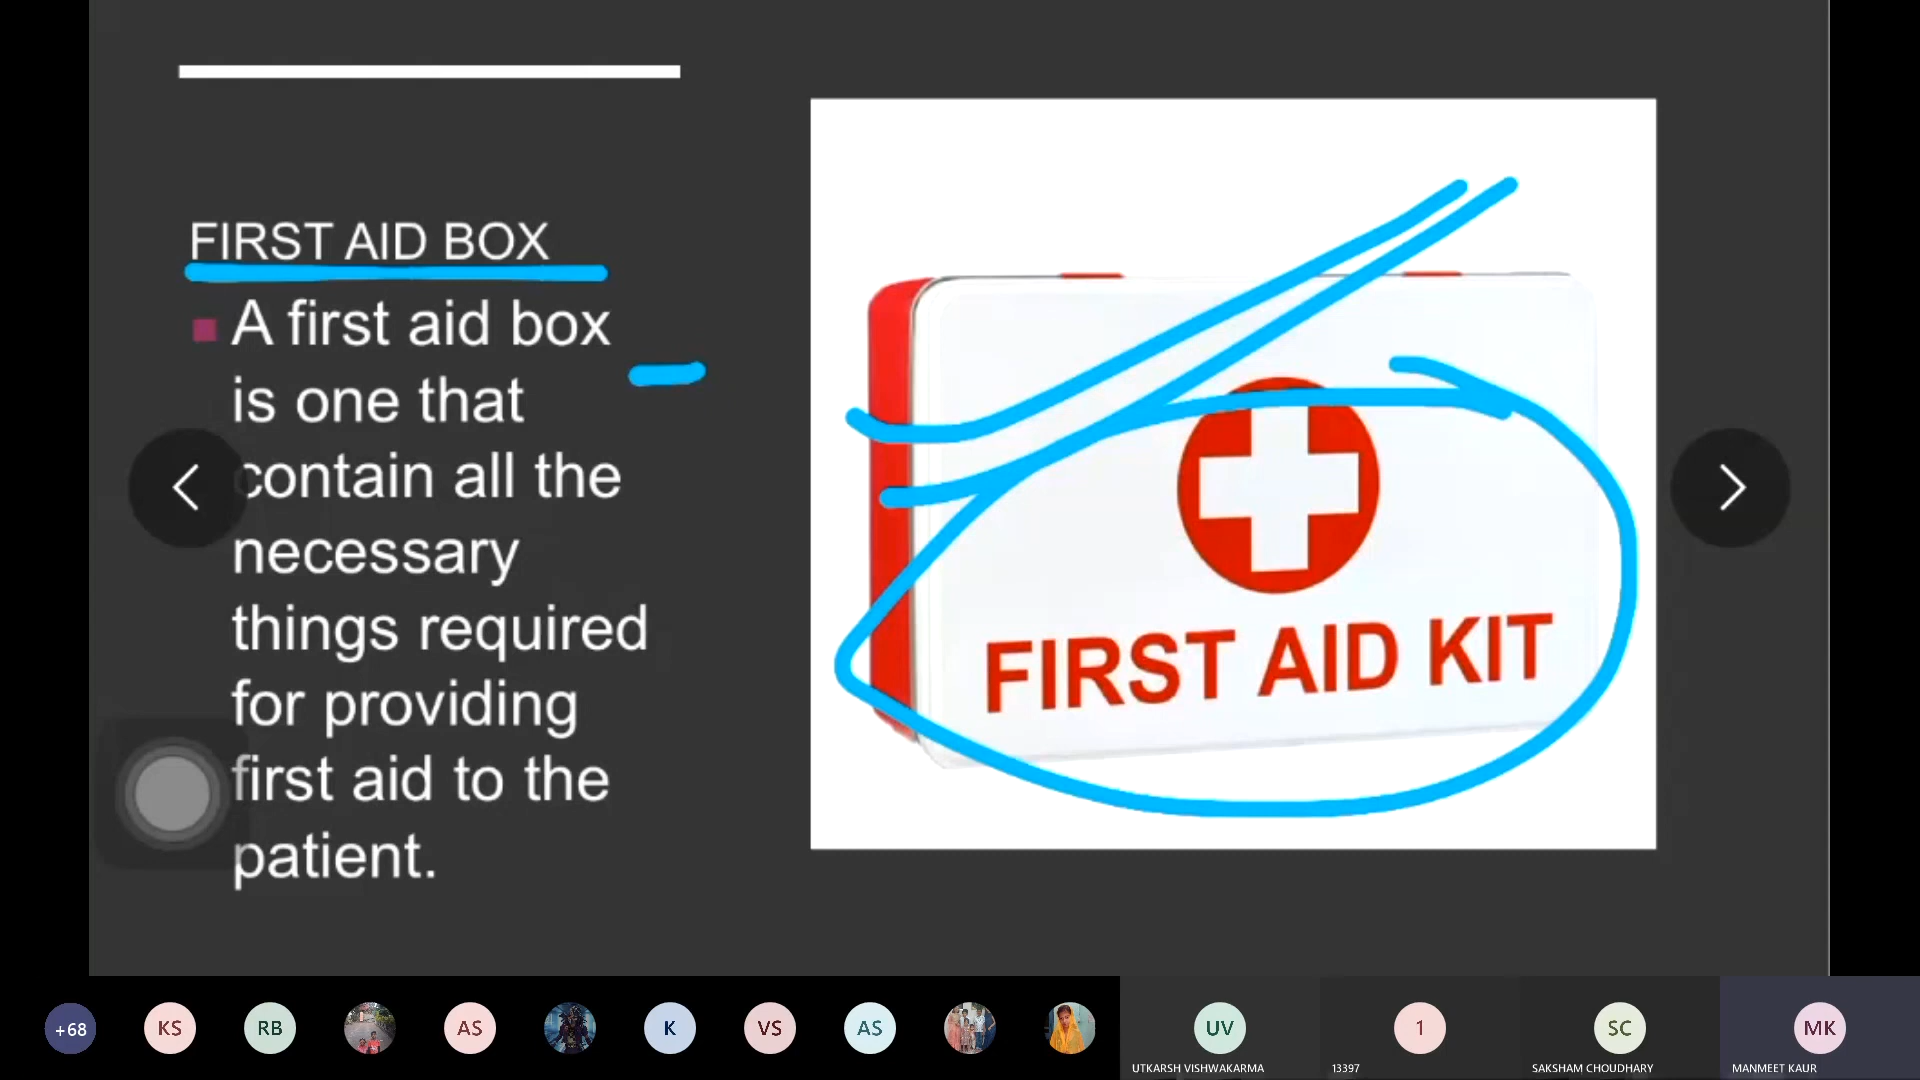 FIRST AID BOX
A first aid box
is one that
contain all the
necessary
things required
for providing
first aid to the
patient.
FIRST AID KIT
+68
KS
RB
AS
K
VS
AS
UV
1
SC
MK
UTKARSH VISHWAKARMA
13397
SAKSHAM CHOUDHARY
MANMEET KAUR